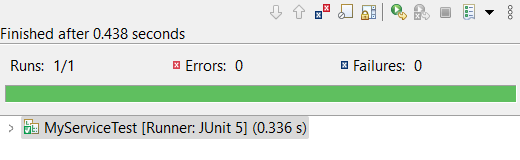 Finished after 0.438 seconds
Runs: 1/1 Errors: 0 Failures: 0
MyServiceTest [Runner: JUnit 5] (0.336 s)